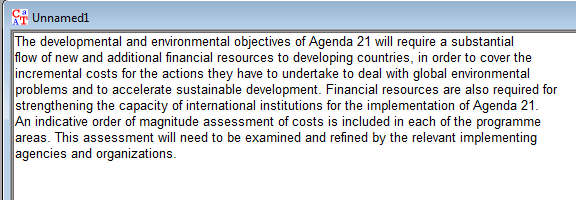 Unnamed1
The developmental and environmental objectives of Agenda 21 will require a substantial
flow of new and additional financial resources to developing countries, in order to cover the
incremental costs for the actions they have to undertake to deal with global environmental
problems and to accelerate sustainable development. Financial resources are also required for
strengthening the capacity of international institutions for the implementation of Agenda 21.
An indicative order of magnitude assessment of costs is included in each of the programme
areas. This assessment will need to be examined and refined by the relevant implementing
agencies and organizations.